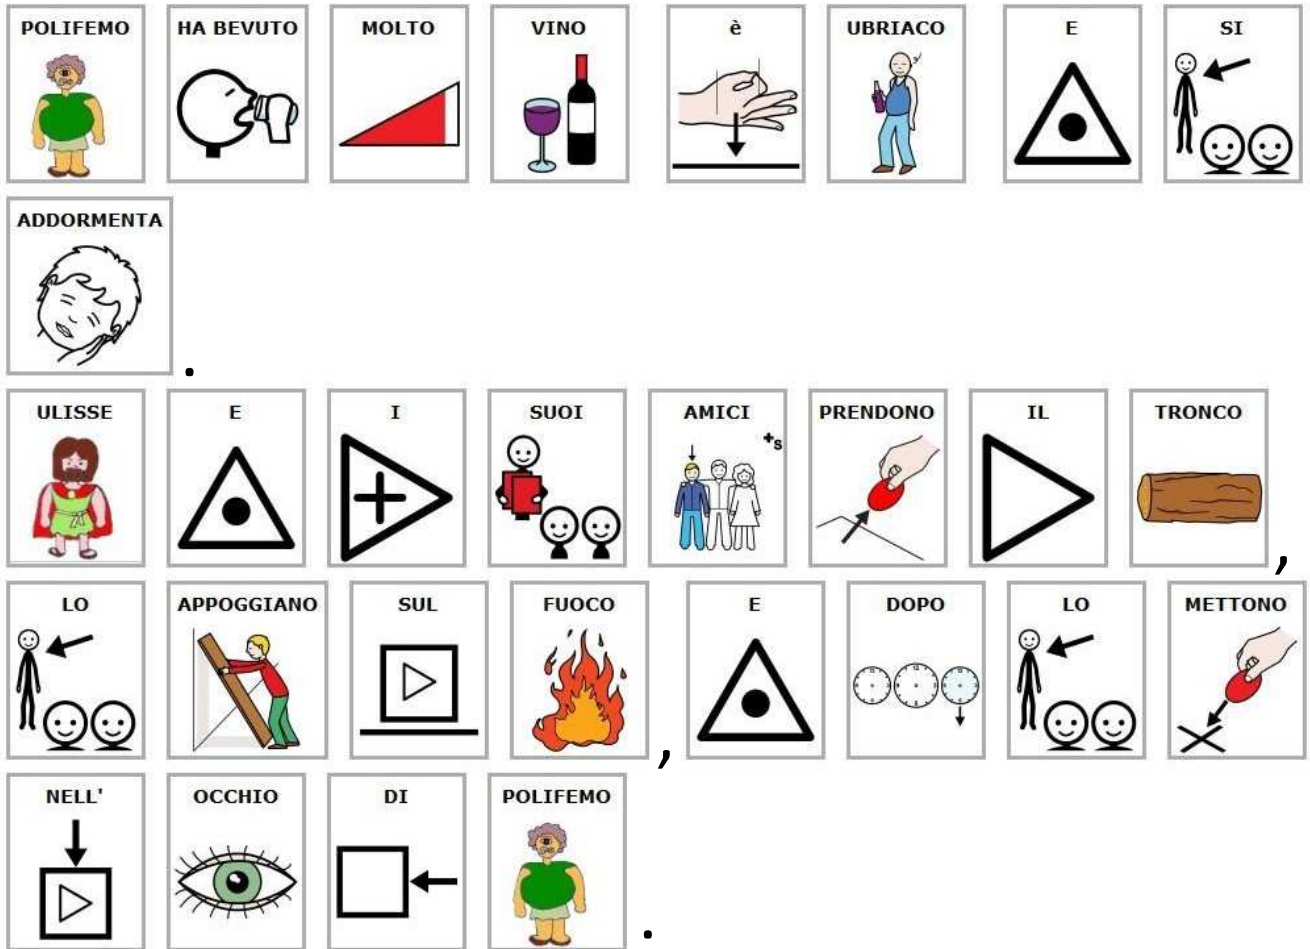 POLIFEMO HA BEVUTO MOLTO VINO è UBRIACO E SI
ADDORMENTA .
ULISSE E I SUOI AMICI +s PRENDONO IL TRONCO ,
LO APPOGGIANO SUL FUOCO , E DOPO LO METTONO
NELL' OCCHIO DI POLIFEMO .